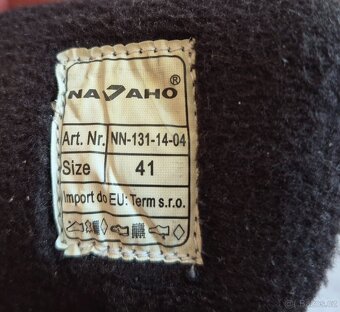 NAVAHO®
Art. Nr. NN-131-14-04
Size 41
Import do EU: Term s.r.o.